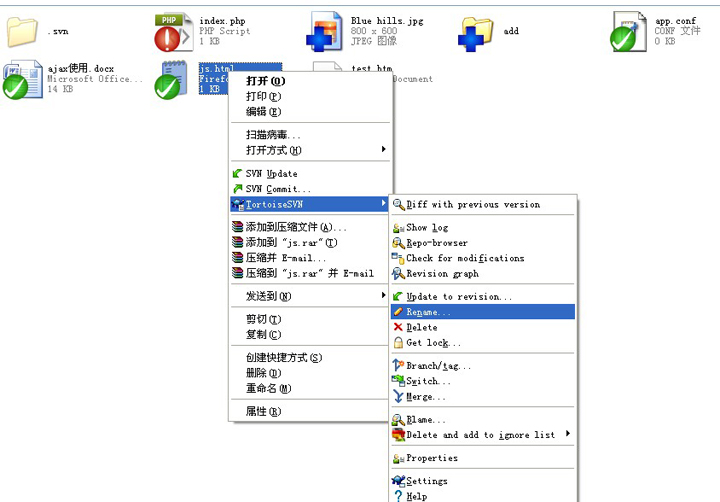 .svn
index.php
PHP Script
1 KB
Blue hills.jpg
800 x 600
JPEG 图像
add
app.conf
CONF 文件
0 KB
ajax使用.docx
Microsoft Office...
14 KB
js.html
1 KB
test.htm
Document
打开(O)
打印(P)
编辑(E)
扫描病毒...
打开方式(H)
SVN Update
SVN Commit...
TortoiseSVN
添加到压缩文件(A)...
添加到 "js.rar"(T)
压缩并 E-mail...
压缩到 "js.rar" 并 E-mail
发送到(N)
剪切(T)
复制(C)
创建快捷方式(S)
删除(D)
重命名(M)
属性(R)
Diff with previous version
Show log
Repo-browser
Check for modifications
Revision graph
Update to revision...
Rename...
Delete
Get lock...
Branch/tag...
Switch...
Merge...
Blame...
Delete and add to ignore list
Properties
Settings
Help